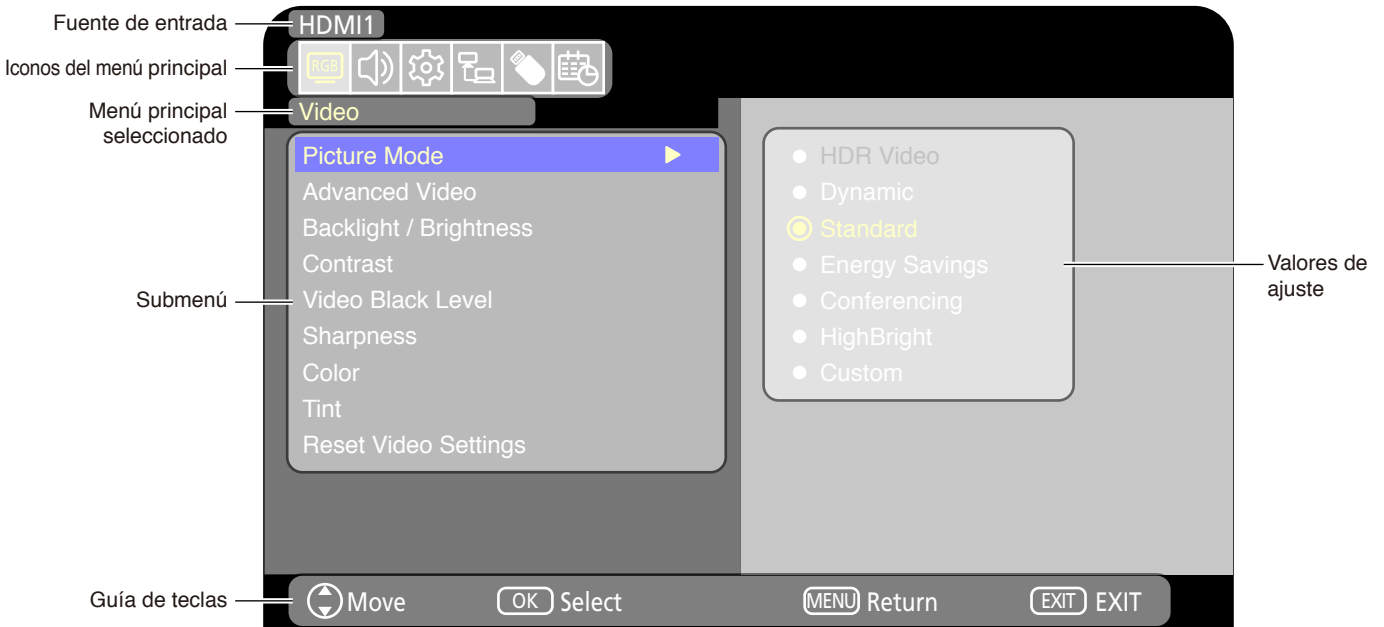 Fuente de entrada
HDMI1
Iconos del menú principal
RGB
Menú principal
seleccionado
Video
Picture Mode
Advanced Video
Backlight / Brightness
Contrast
Submenú
Video Black Level
Sharpness
Color
Tint
Reset Video Settings
HDR Video
Dynamic
Standard
Energy Savings
Conferencing
HighBright
Custom
Valores de
ajuste
Guía de teclas
Move
OK Select
MENU Return
EXIT EXIT